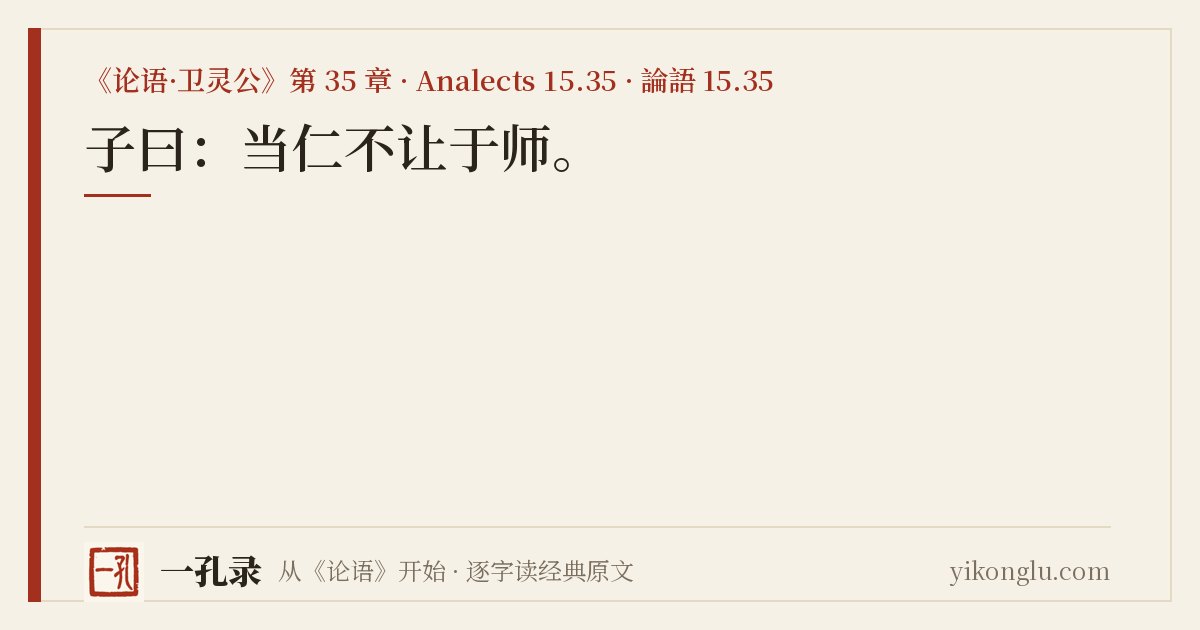 《论语·卫灵公》第 35 章 · Analects 15.35 · 論語 15.35
子曰：当仁不让于师。
一孔
一孔录 从《论语》开始 · 逐字读经典原文 yikonglu.com